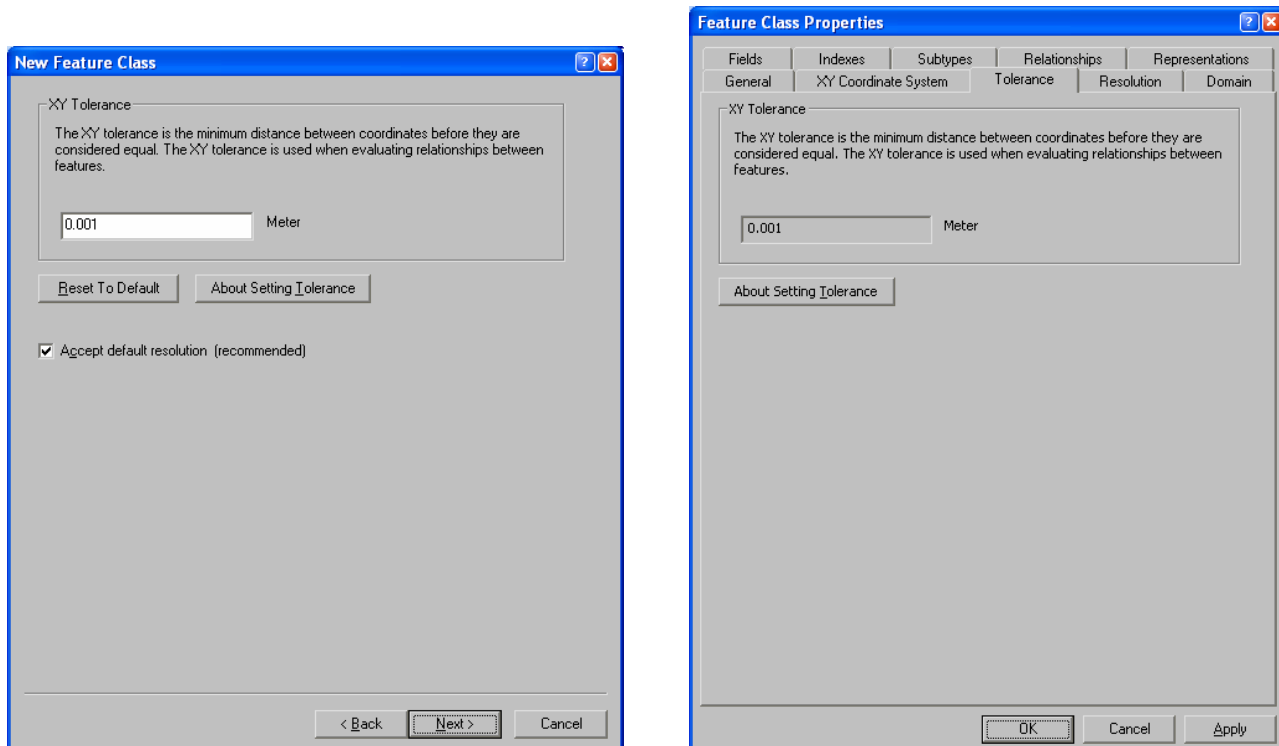 New Feature Class
XY Tolerance
The XY tolerance is the minimum distance between coordinates before they are
considered equal. The XY tolerance is used when evaluating relationships between
features.
0.001 Meter
Reset To Default About Setting Tolerance
Accept default resolution (recommended)
< Back Next > Cancel
Feature Class Properties
Fields Indexes Subtypes Relationships Representations
General XY Coordinate System Tolerance Resolution Domain
XY Tolerance
The XY tolerance is the minimum distance between coordinates before they are
considered equal. The XY tolerance is used when evaluating relationships between
features.
0.001 Meter
About Setting Tolerance
OK Cancel Apply